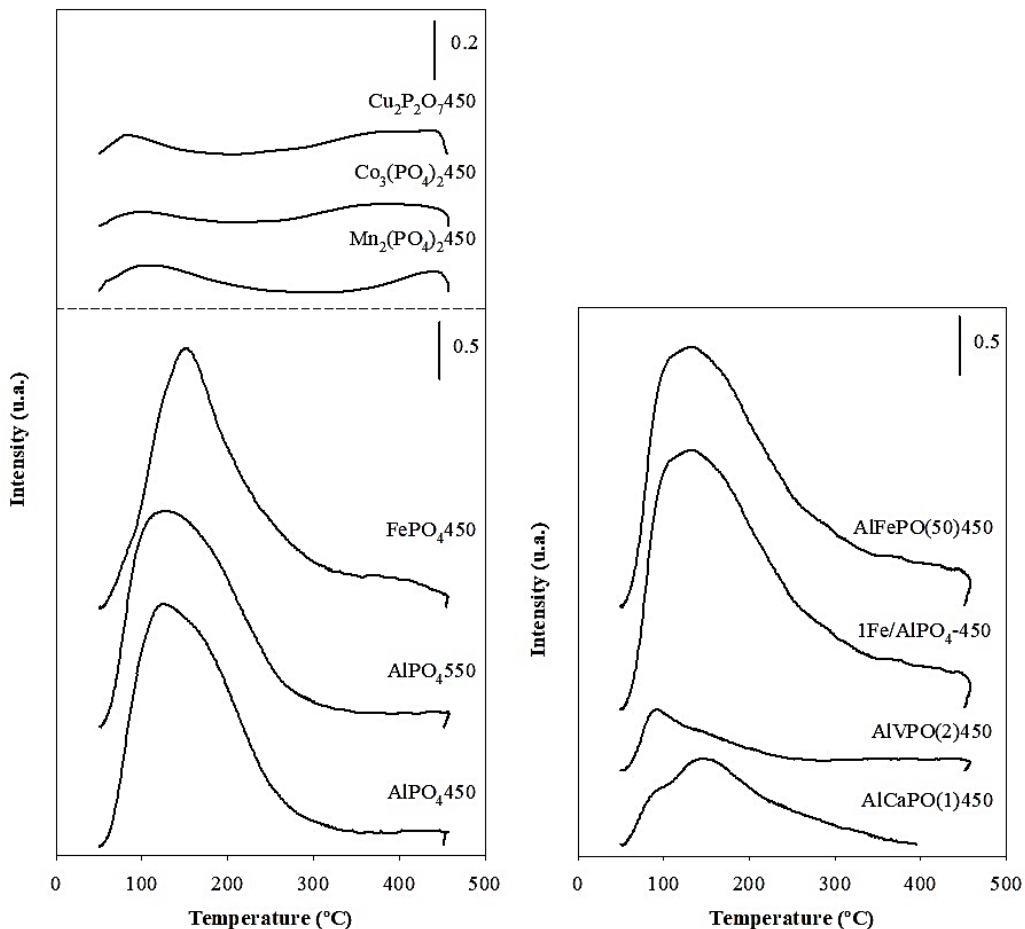 0.2
Cu2P2O7450
Co3(PO4)2450
Mn2(PO4)2450
0.5
FePO4450
AlPO4550
AlPO4450
Intensity (u.a.)
0 100 200 300 400 500
Temperature (ºC)
0.5
AlFePO(50)450
1Fe/AlPO4-450
AlVPO(2)450
AlCaPO(1)450
Intensity (u.a.)
0 100 200 300 400 500
Temperature (ºC)